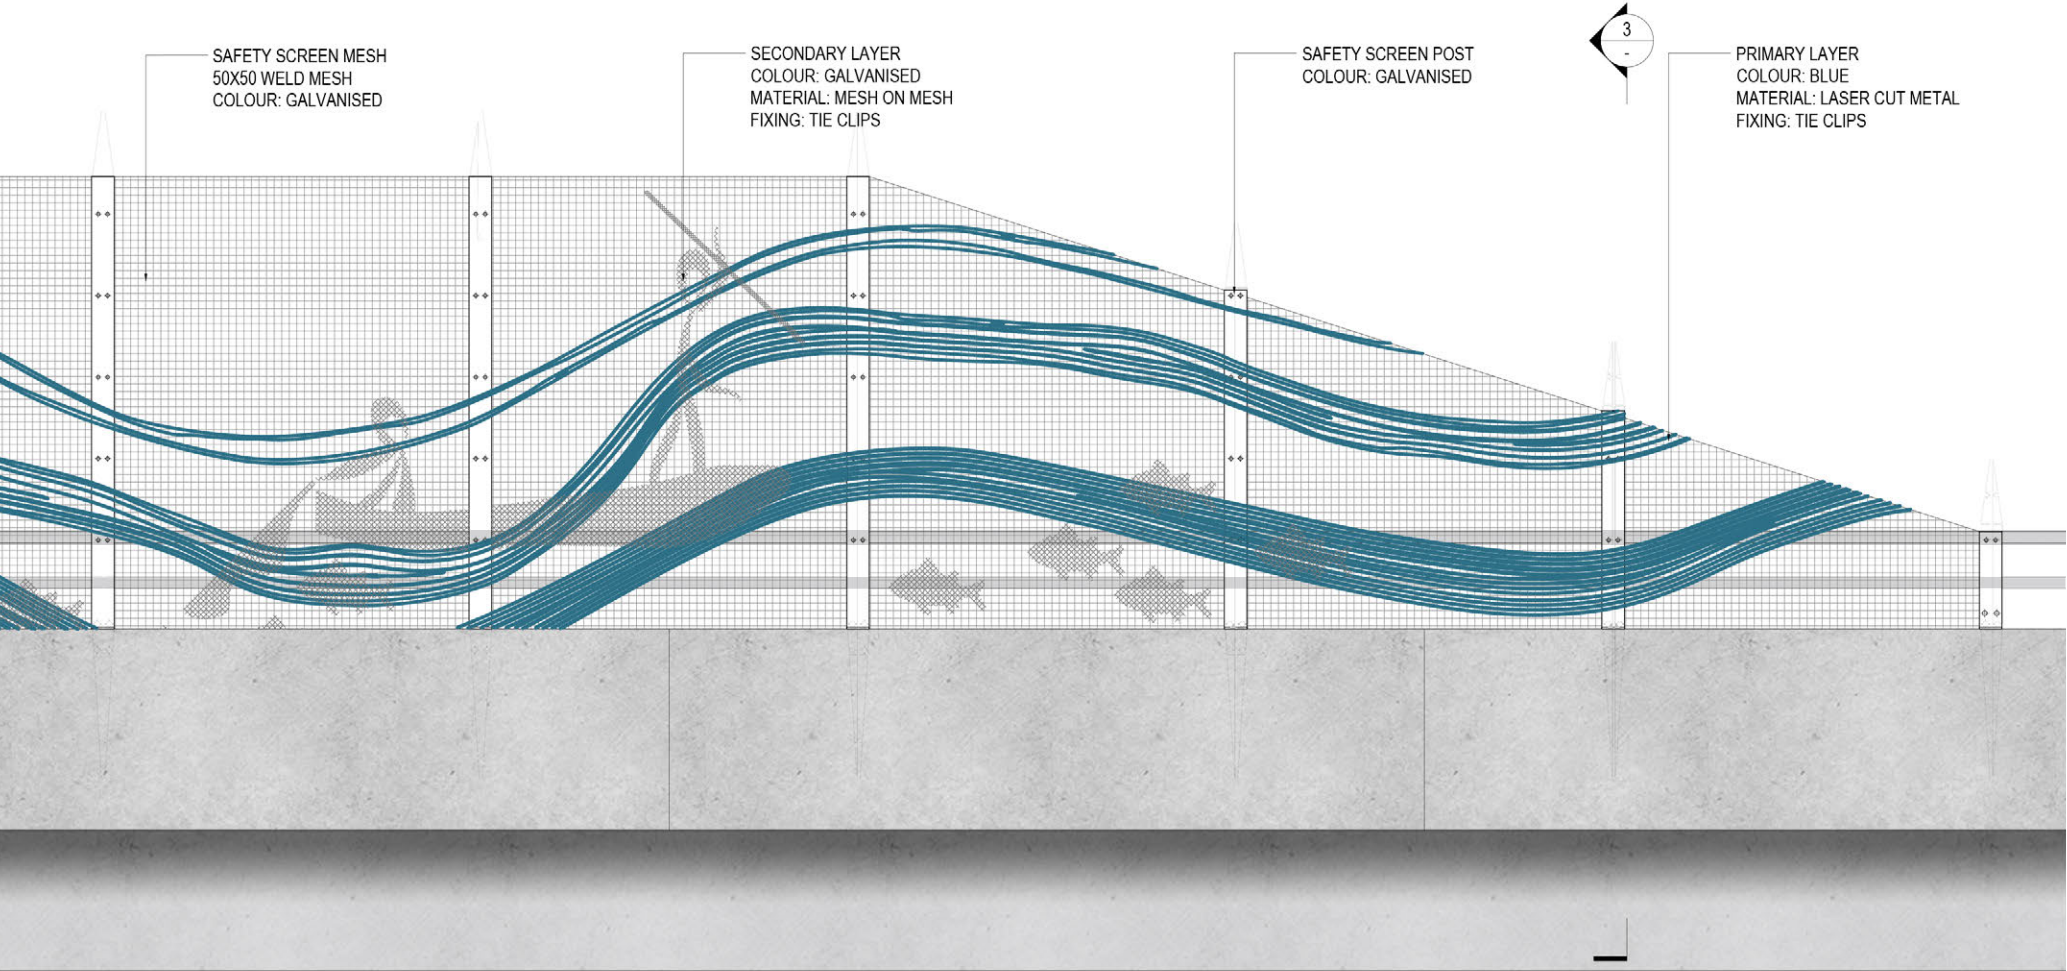 SAFETY SCREEN MESH
50X50 WELD MESH
COLOUR: GALVANISED
SECONDARY LAYER
COLOUR: GALVANISED
MATERIAL: MESH ON MESH
FIXING: TIE CLIPS
SAFETY SCREEN POST
COLOUR: GALVANISED
3
-
PRIMARY LAYER
COLOUR: BLUE
MATERIAL: LASER CUT METAL
FIXING: TIE CLIPS